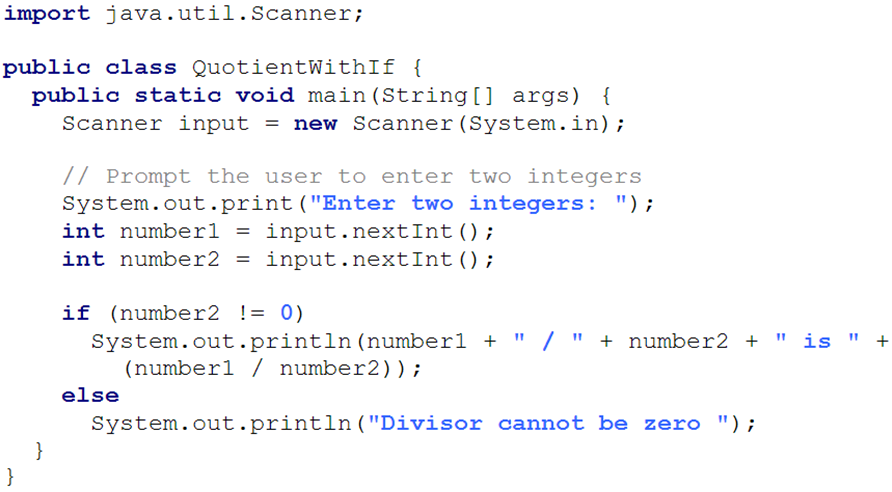 import java.util.Scanner;
public class QuotientWithIf {
public static void main(String[] args) {
Scanner input = new Scanner(System.in);
// Prompt the user to enter two integers
System.out.print("Enter two integers: ");
int number1 = input.nextInt();
int number2 = input.nextInt();
if (number2 != 0)
System.out.println(number1 + " / " + number2 + " is " +
(number1 / number2));
else
System.out.println("Divisor cannot be zero ");
}
}